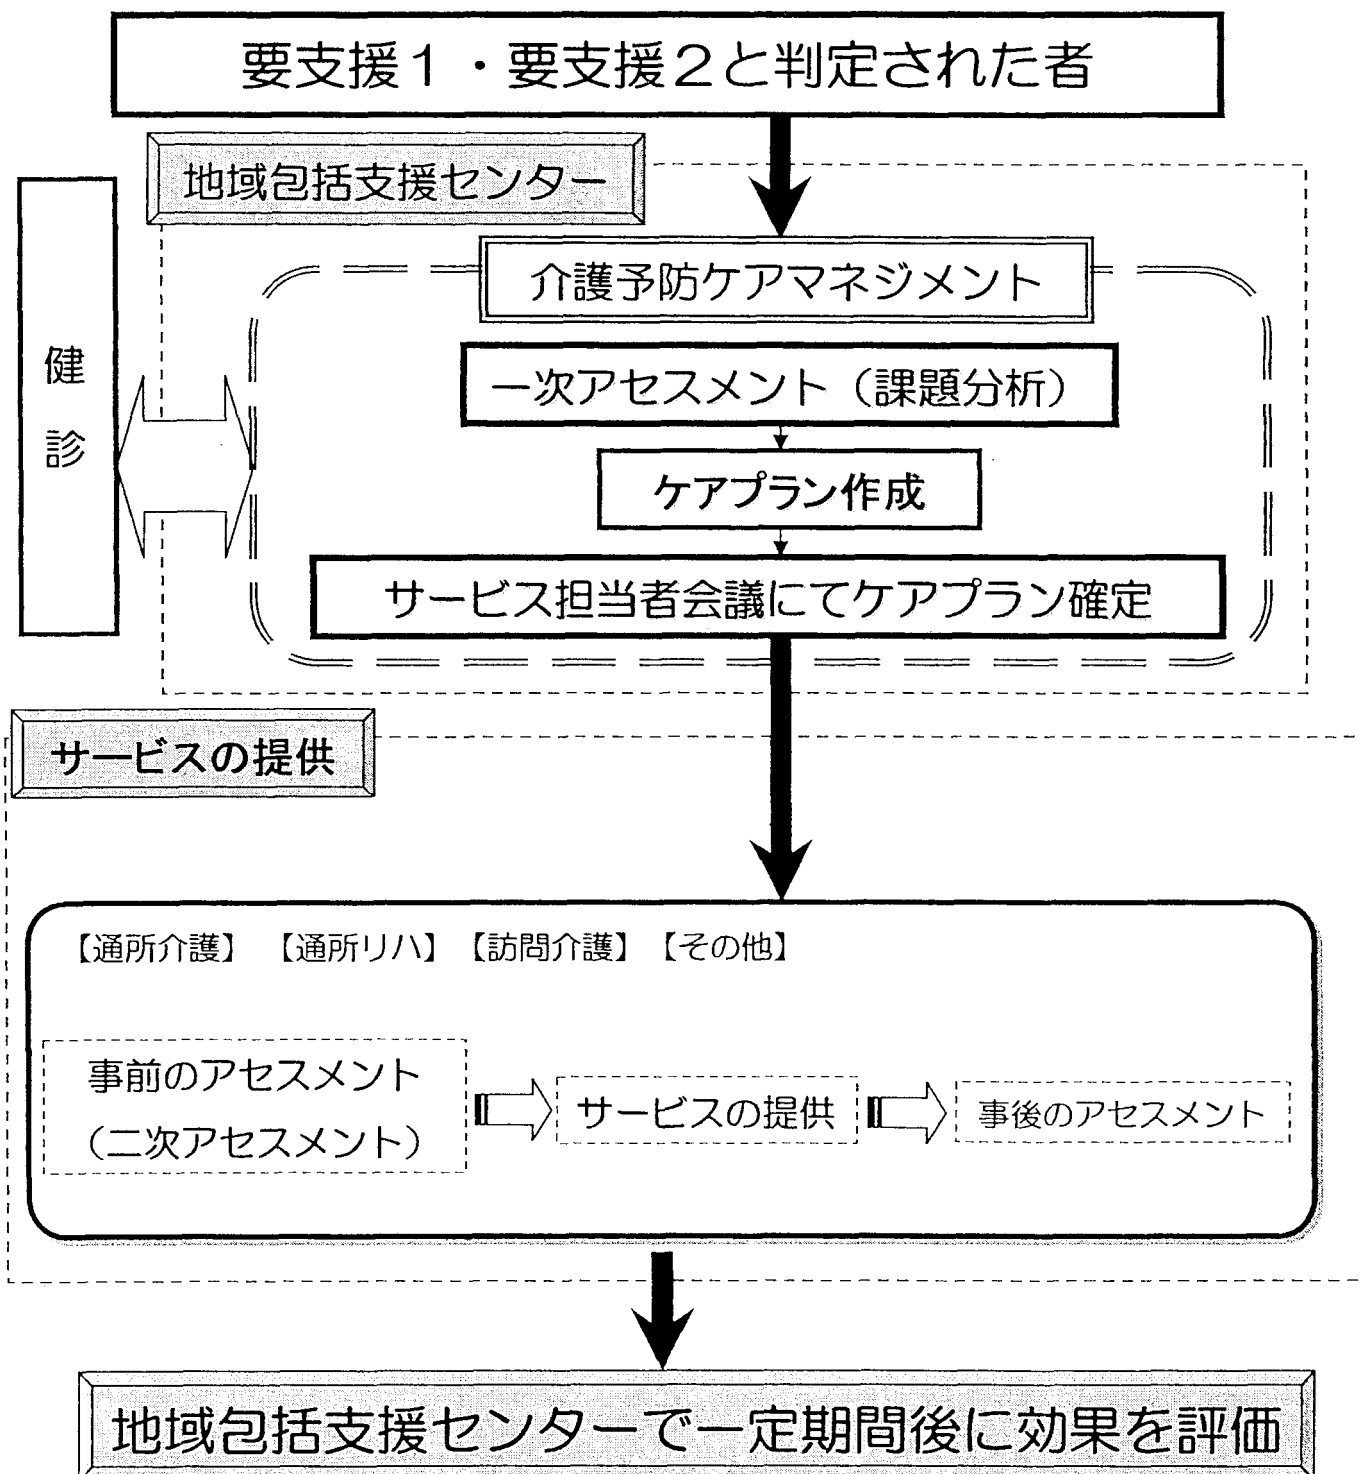 要支援1・要支援2と判定された者
地域包括支援センター
健診
介護予防ケアマネジメント
一次アセスメント（課題分析）
ケアプラン作成
サービス担当者会議にてケアプラン確定
サービスの提供
【通所介護】 【通所リハ】【訪問介護】【その他】
事前のアセスメント
（二次アセスメント）
サービスの提供
事後のアセスメント
地域包括支援センターで一定期間後に効果を評価